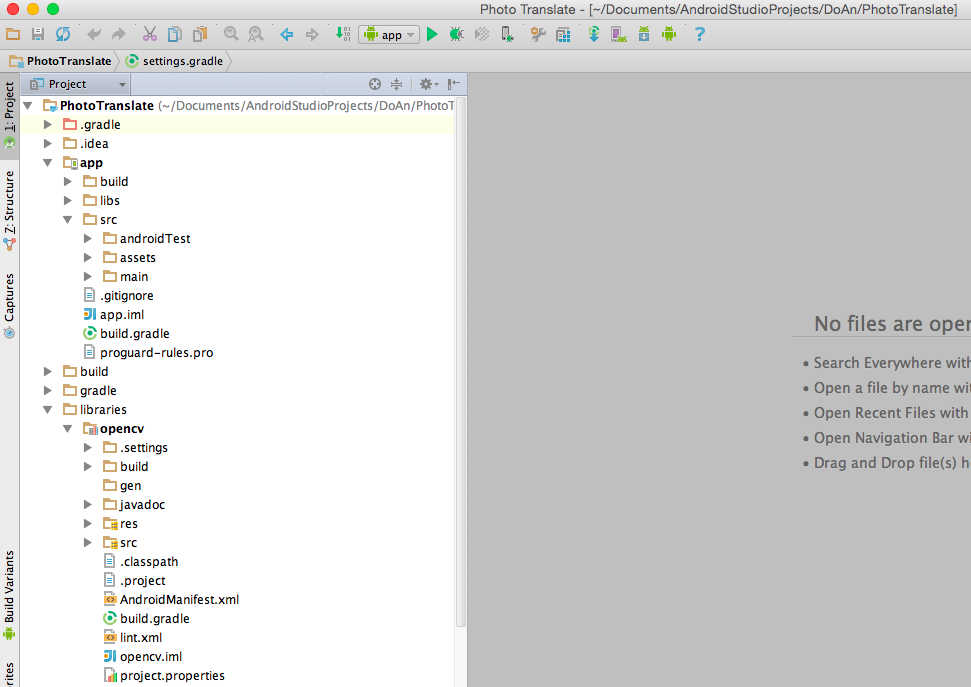 Photo Translate - [~/Documents/AndroidStudioProjects/DoAn/PhotoTranslate]
app
PhotoTranslate
settings.gradle
Project
1: Project
Z: Structure
Captures
Build Variants
rites
PhotoTranslate (~/Documents/AndroidStudioProjects/DoAn/PhotoT
.gradle
.idea
app
build
libs
src
androidTest
assets
main
.gitignore
app.iml
build.gradle
proguard-rules.pro
build
gradle
libraries
opencv
.settings
build
gen
javadoc
res
src
.classpath
.project
AndroidManifest.xml
build.gradle
lint.xml
opencv.iml
project.properties
No files are open
• Search Everywhere with
• Open a file by name wit
• Open Recent Files with
• Open Navigation Bar wi
• Drag and Drop file(s) h